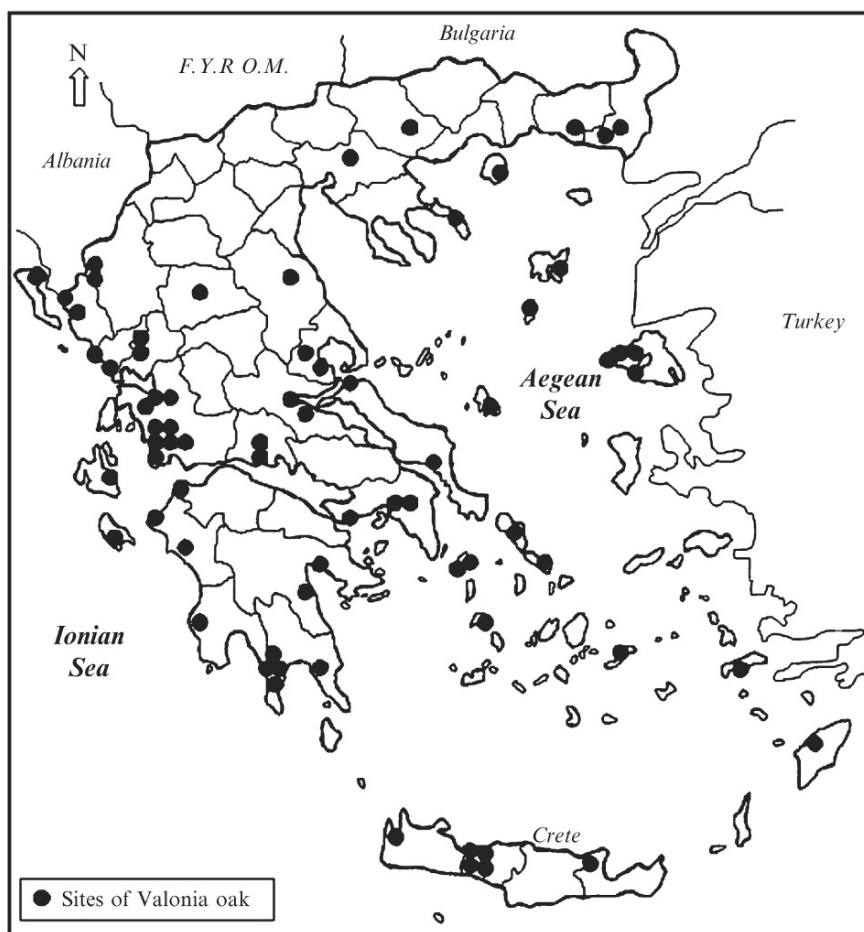 Bulgaria
N
F.Y.R O.M.
Albania
Turkey
Aegean
Sea
Ionian
Sea
Crete
Sites of Valonia oak